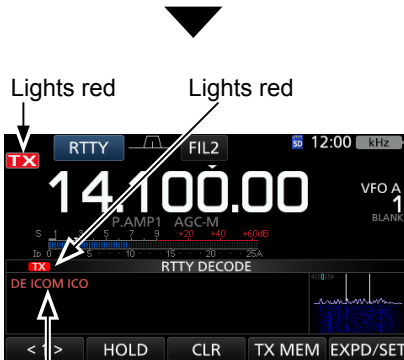 Lights red Lights red
TX RTTY FIL2 SD 12:00 kHz
14.100.00 VFO A
1
P.AMP1 AGC-M BLANK
S 1 3 5 7 9 +20 +40 +60dB
ID 0 5 10 15 20 25A
TX RTTY DECODE
DE ICOM ICO
< 1 > HOLD CLR TX MEM EXPD/SET